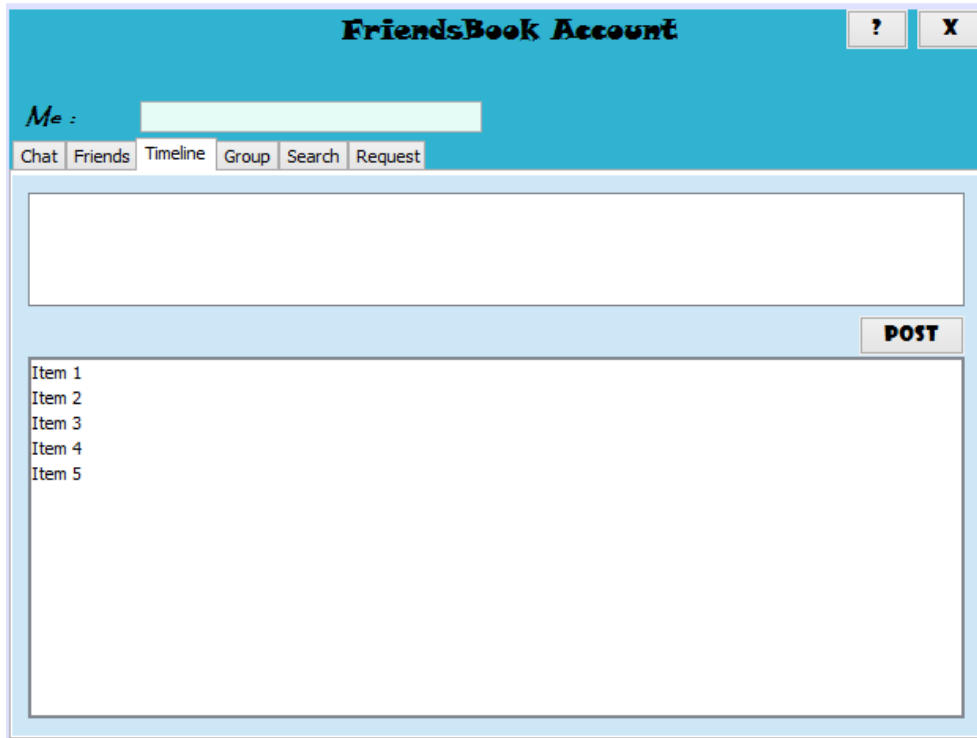 FriendsBook Account ? X
Me :
Chat Friends Timeline Group Search Request
POST
Item 1
Item 2
Item 3
Item 4
Item 5